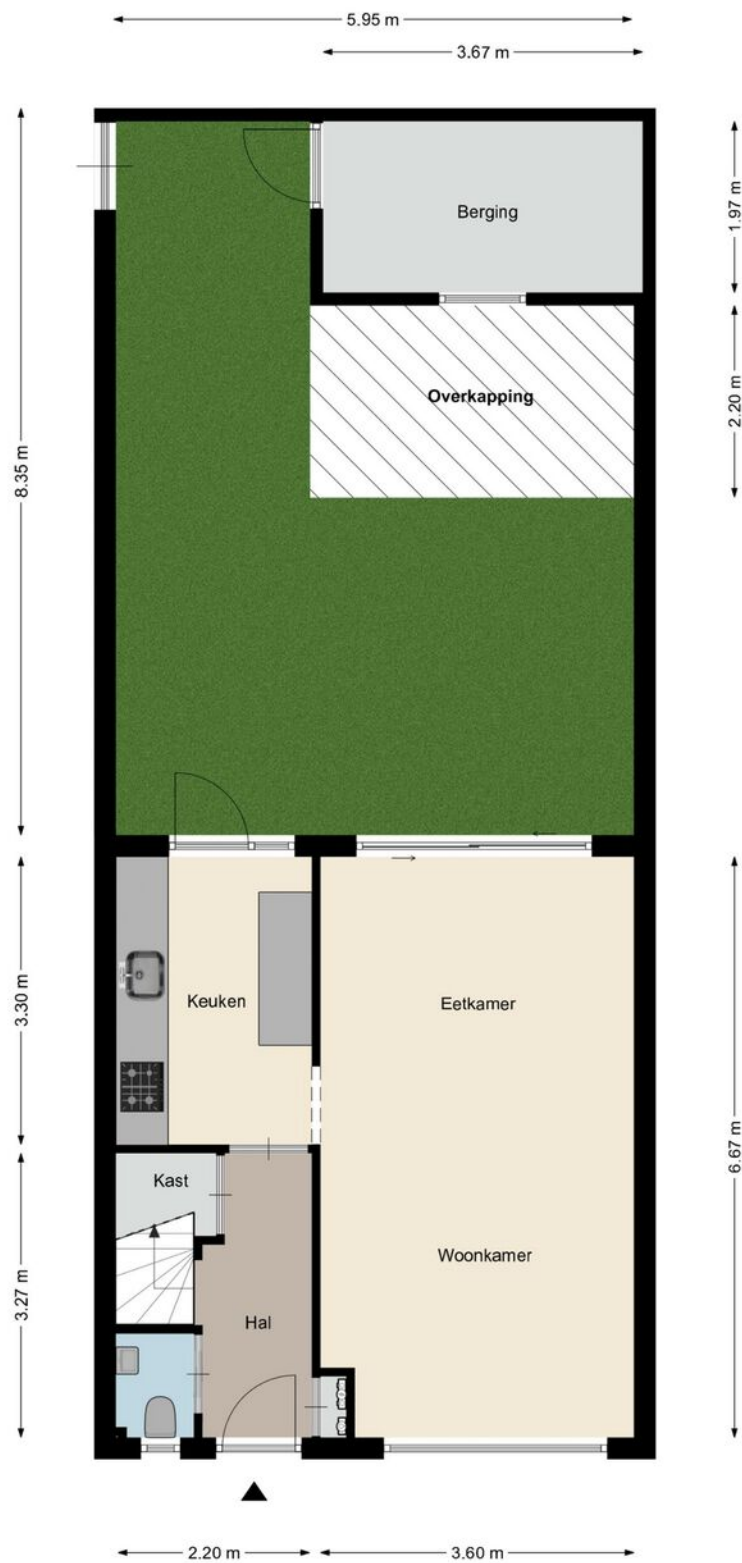 5.95 m
3.67 m
Berging
1.97 m
Overkapping
2.20 m
8.35 m
Keuken
Eetkamer
3.30 m
6.67 m
Kast
Woonkamer
3.27 m
Hal
2.20 m
3.60 m